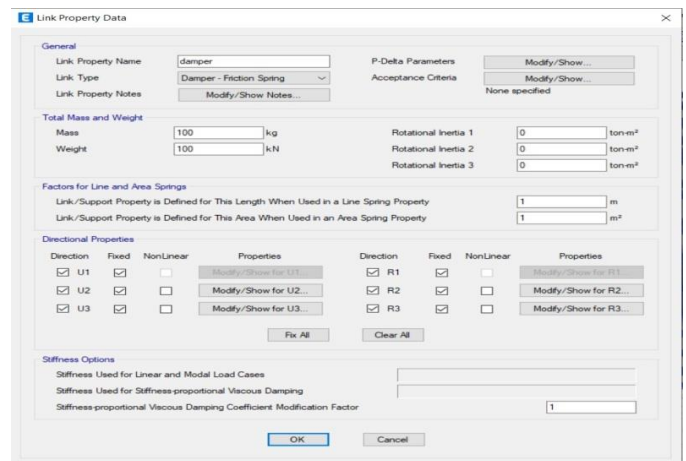 E Link Property Data
General
Link Property Name damper P-Delta Parameters Modify/Show...
Link Type Damper - Friction Spring Acceptance Criteria Modify/Show...
Link Property Notes Modify/Show Notes... None specified
Total Mass and Weight
Mass 100 kg Rotational Inertia 1 0 ton-m²
Weight 100 kN Rotational Inertia 2 0 ton-m²
Rotational Inertia 3 0 ton-m²
Factors for Line and Area Springs
Link/Support Property is Defined for This Length When Used in a Line Spring Property 1 m
Link/Support Property is Defined for This Area When Used in an Area Spring Property 1 m²
Directional Properties
Direction Fixed NonLinear Properties Direction Fixed NonLinear Properties
U1 Modify/Show for U1... R1 Modify/Show for R1...
U2 Modify/Show for U2... R2 Modify/Show for R2...
U3 Modify/Show for U3... R3 Modify/Show for R3...
Fix All Clear All
Stiffness Options
Stiffness Used for Linear and Modal Load Cases
Stiffness Used for Stiffness-proportional Viscous Damping
Stiffness-proportional Viscous Damping Coefficient Modification Factor 1
OK Cancel